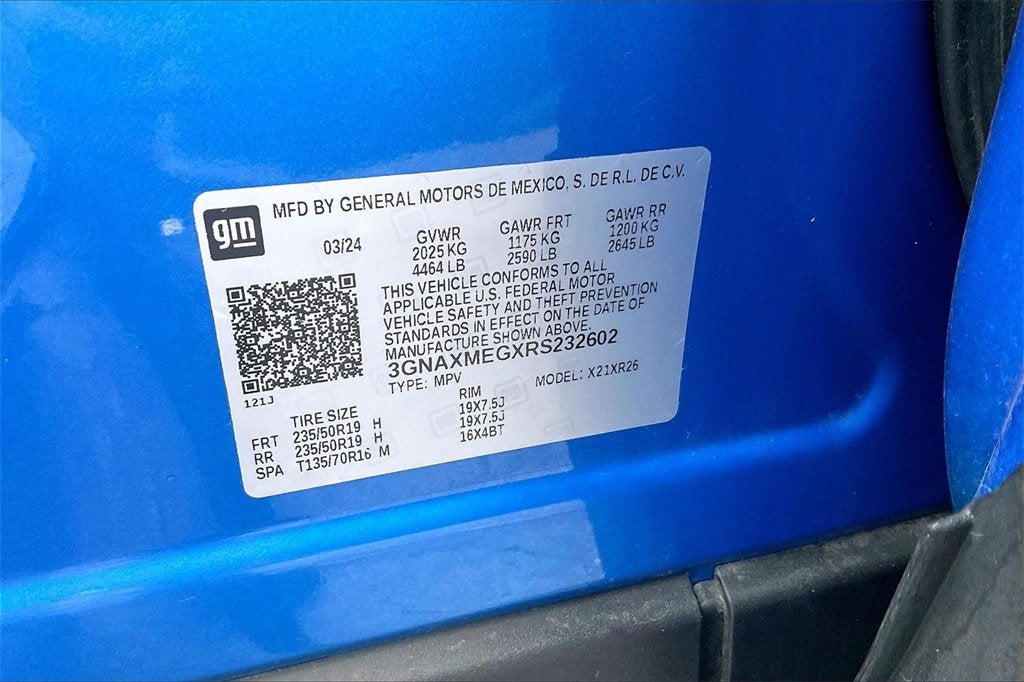 gm
MFD BY GENERAL MOTORS DE MEXICO, S. DE R.L. DE C.V.
03/24 GVWR GAWR FRT GAWR RR
2025 KG 1175 KG 1200 KG
4464 LB 2590 LB 2645 LB
THIS VEHICLE CONFORMS TO ALL
APPLICABLE U.S. FEDERAL MOTOR
VEHICLE SAFETY AND THEFT PREVENTION
STANDARDS IN EFFECT ON THE DATE OF
MANUFACTURE SHOWN ABOVE.
3GNAXMEGXRS232602
TYPE: MPV MODEL: X21XR26
121J
TIRE SIZE RIM
FRT 235/50R19 H 19X7.5J
RR 235/50R19 H 19X7.5J
SPA T135/70R16 M 16X4BT